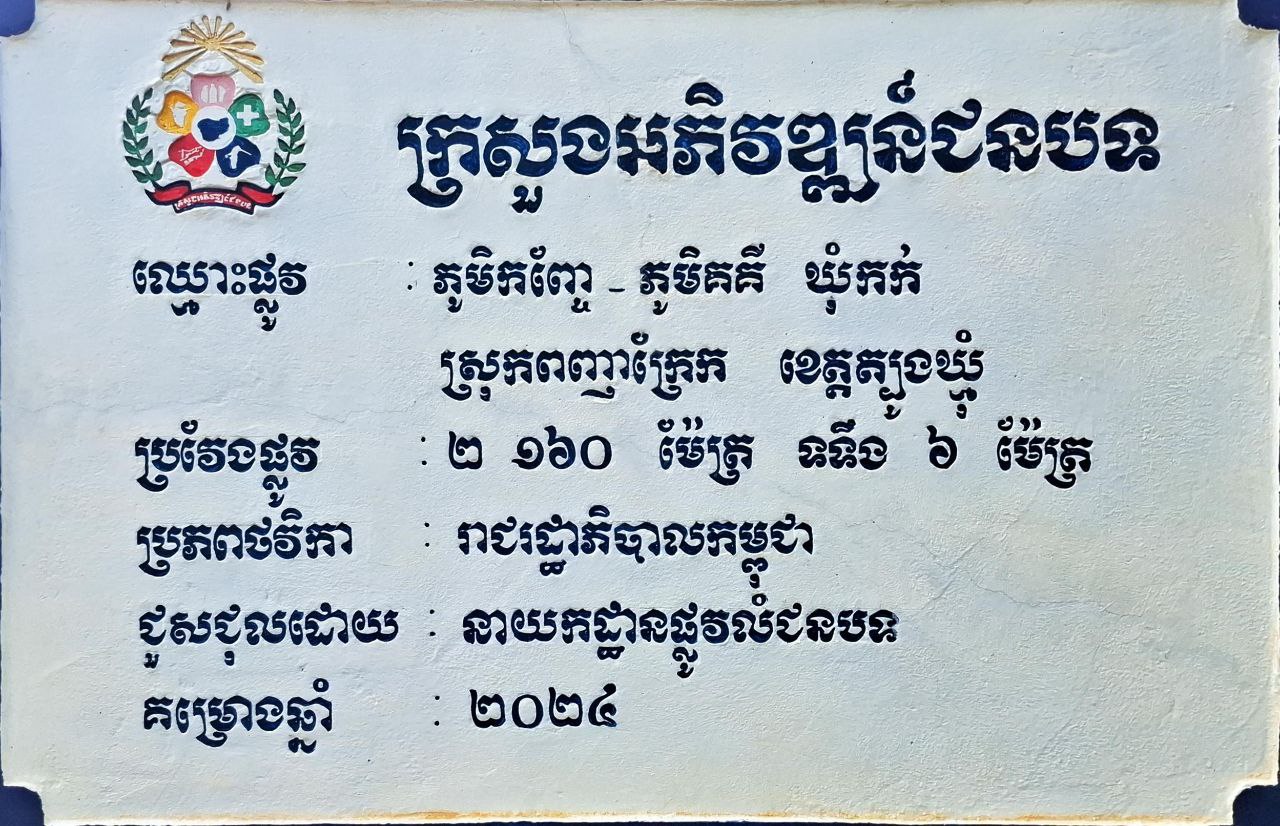 ក្រសួងអភិវឌ្ឍន៍ជនបទ
ឈ្មោះផ្លូវ : ភូមិកញ្ចែ - ភូមិគគី ឃុំកក់
ស្រុកពញាក្រែក ខេត្តត្បូងឃ្មុំ
ប្រវែងផ្លូវ : ២ ១៦០ ម៉ែត្រ ទទឹង ៦ ម៉ែត្រ
ប្រភពថវិកា : រាជរដ្ឋាភិបាលកម្ពុជា
ជួសជុលដោយ : នាយកដ្ឋានផ្លូវលំជនបទ
គម្រោងឆ្នាំ : ២០២៤